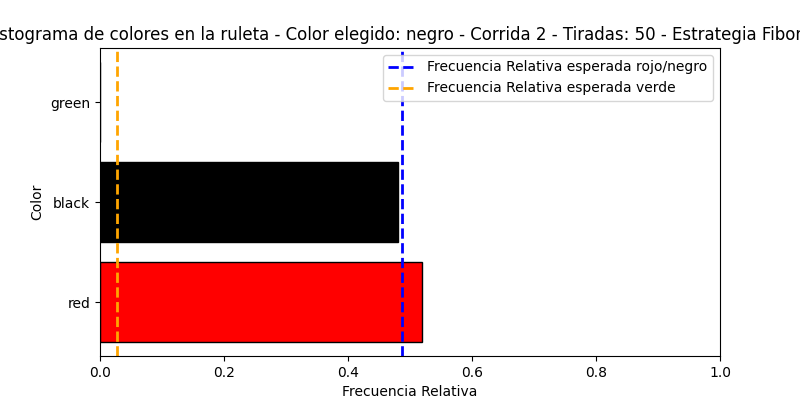 stograma de colores en la ruleta - Color elegido: negro - Corrida 2 - Tiradas: 50 - Estrategia Fibor
Frecuencia Relativa esperada rojo/negro
Frecuencia Relativa esperada verde
green
black
red
Color
0.0 0.2 0.4 0.6 0.8 1.0
Frecuencia Relativa